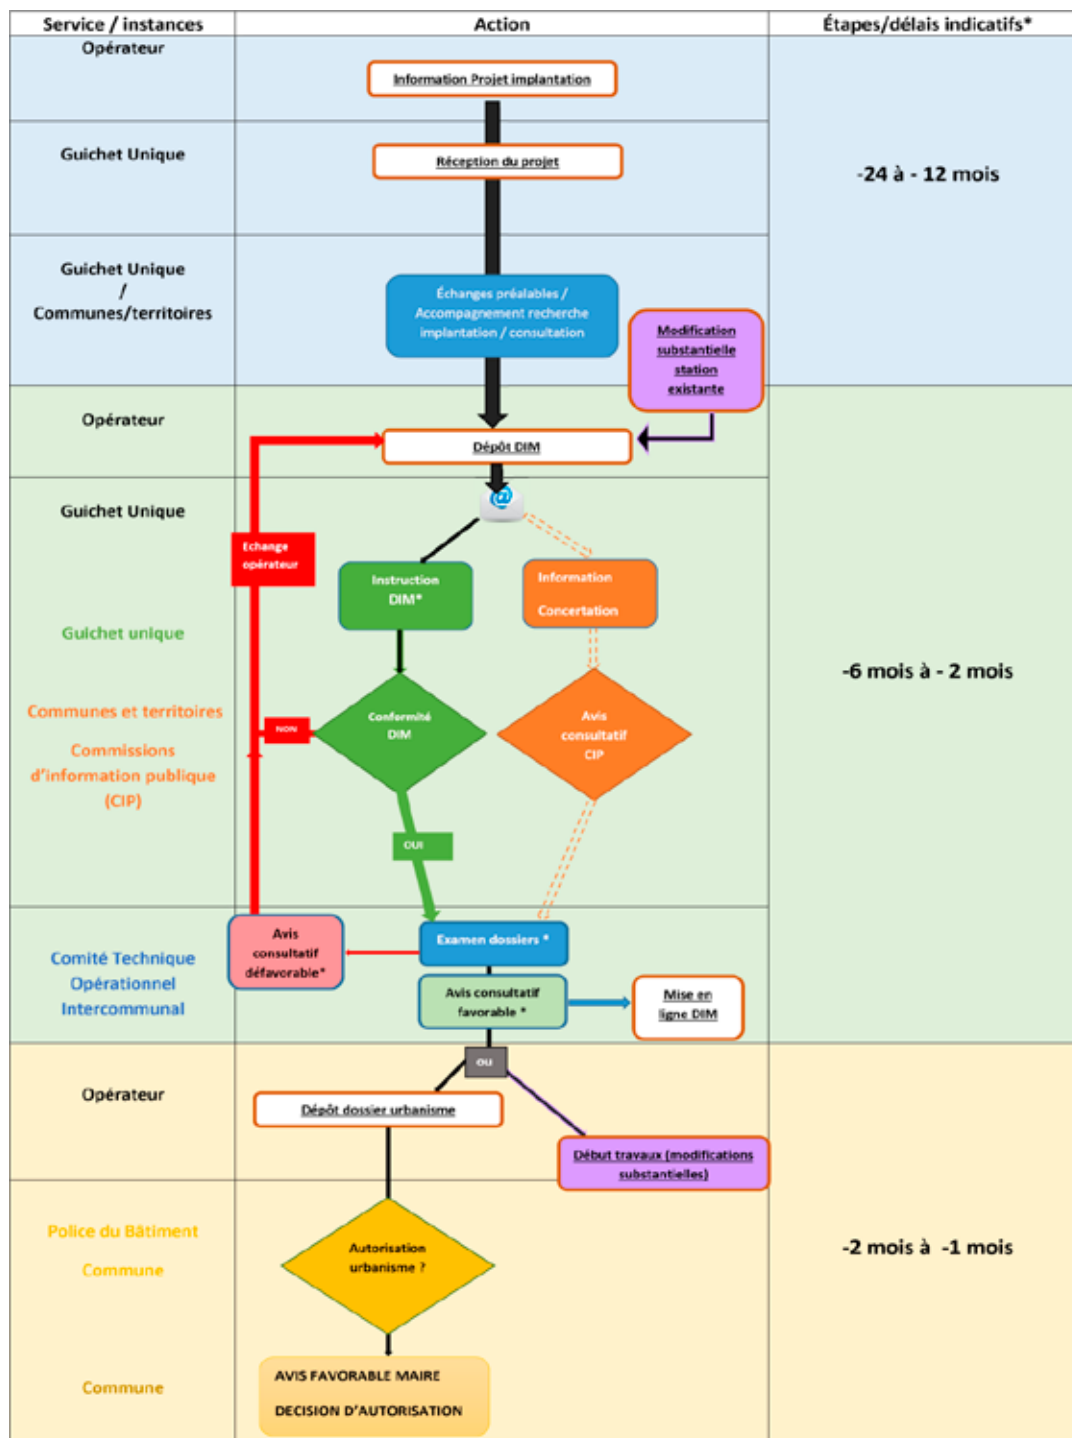 Service / instances
Action
Étapes/délais indicatifs*
Opérateur
Information Projet implantation
Guichet Unique
Réception du projet
-24 à - 12 mois
Guichet Unique
/
Communes/territoires
Échanges préalables /
Accompagnement recherche
implantation / consultation
Modification
substantielle
station
existante
Opérateur
Dépôt DIM
Guichet Unique
@
Echange
opérateur
Instruction
DIM*
Information
Concertation
Guichet unique
-6 mois à - 2 mois
Communes et territoires
Commissions
d'information publique
(CIP)
NON
Conformité
DIM
Avis
consultatif
CIP
OUI
Comité Technique
Opérationnel
Intercommunal
Avis
consultatif
défavorable*
Examen dossiers *
Avis consultatif
favorable *
Mise en
ligne DIM
ou
Opérateur
Dépôt dossier urbanisme
Début travaux (modifications
substantielles)
Police du Bâtiment
Commune
Autorisation
urbanisme ?
-2 mois à -1 mois
Commune
AVIS FAVORABLE MAIRE
DECISION D'AUTORISATION